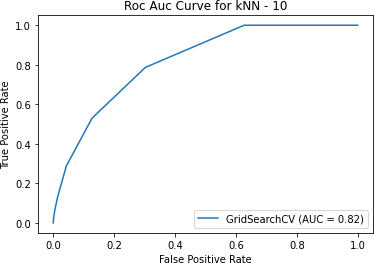 Roc Auc Curve for kNN - 10
True Positive Rate
1.0
0.8
0.6
0.4
0.2
0.0
GridSearchCV (AUC = 0.82)
0.0 0.2 0.4 0.6 0.8 1.0
False Positive Rate